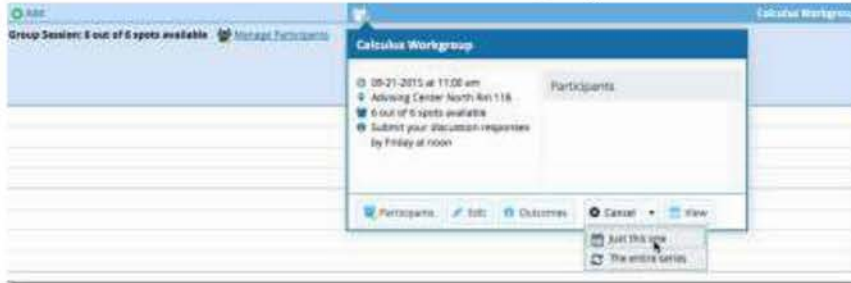 Add
Calculus Workgroup
Group Session: 6 out of 6 spots available Manage Participants
Calculus Workgroup
09-21-2015 at 11:00 am
Advising Center North Rm 118
6 out of 6 spots available
Submit your discussion responses
by Friday at noon
Participants
Participants Edit Outcomes Cancel View
Just this one
The entire series